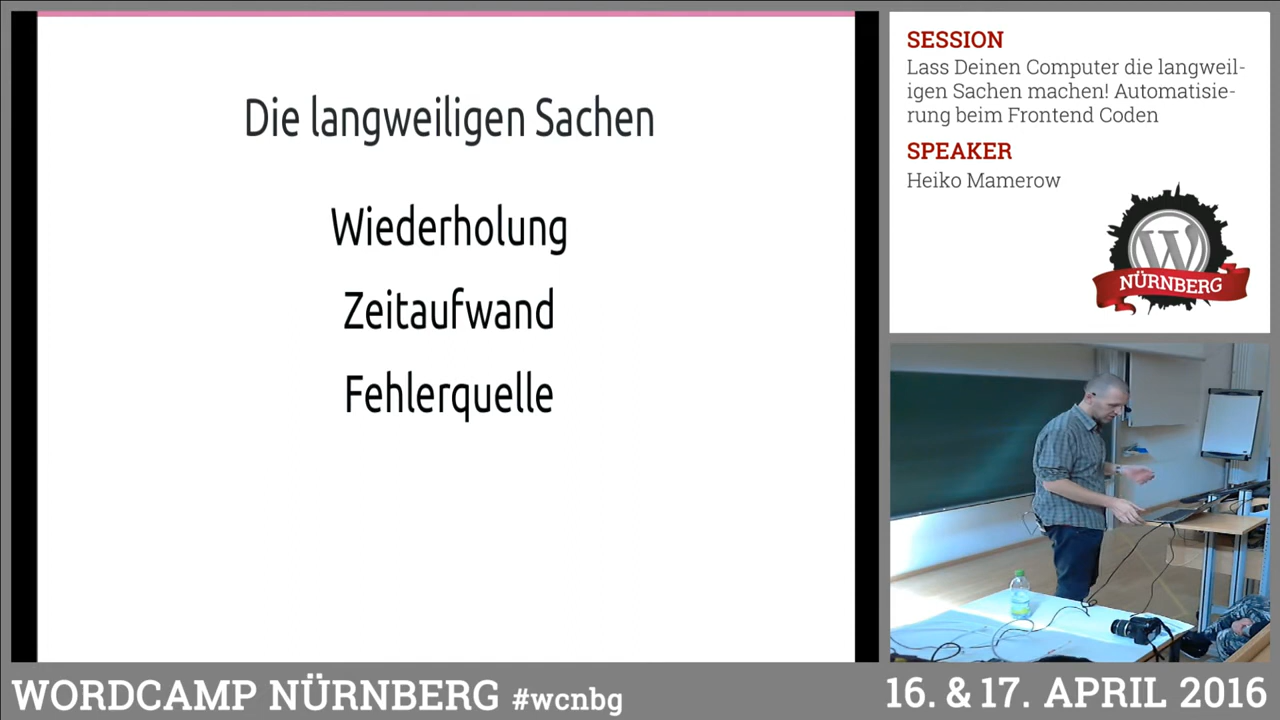 Die langweiligen Sachen
Wiederholung
Zeitaufwand
Fehlerquelle
SESSION
Lass Deinen Computer die langweil-
igen Sachen machen! Automatisie-
rung beim Frontend Coden
SPEAKER
Heiko Mamerow
W
NÜRNBERG
WORDCAMP NÜRNBERG #wcnbg
16. & 17. APRIL 2016